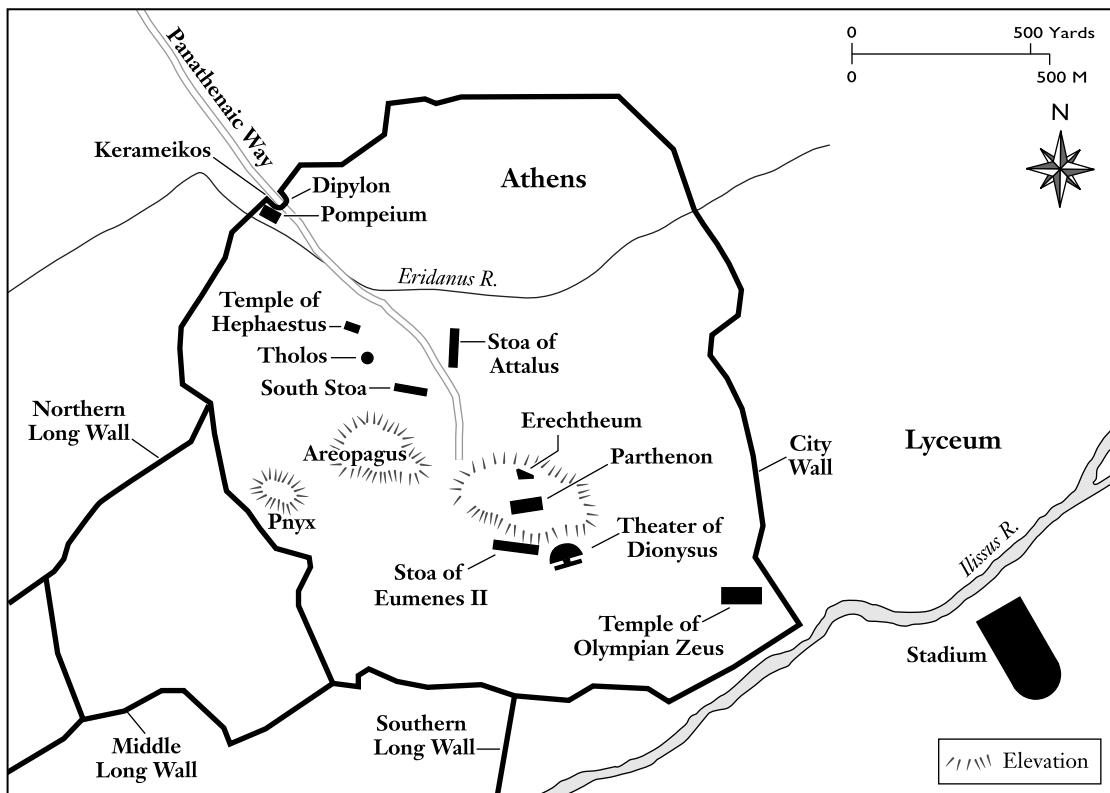 0 500 Yards
0 500 M
N
Panathenaic Way
Kerameikos
Athens
Dipylon
Pompeium
Eridanus R.
Temple of
Hephaestus
Stoa of
Attalus
Tholos
South Stoa
Northern
Long Wall
Erechtheum
Areopagus
Parthenon
City
Wall
Lyceum
Pnyx
Theater of
Dionysus
Ilissus R.
Stoa of
Eumenes II
Temple of
Olympian Zeus
Stadium
Southern
Long Wall
Middle
Long Wall
Elevation